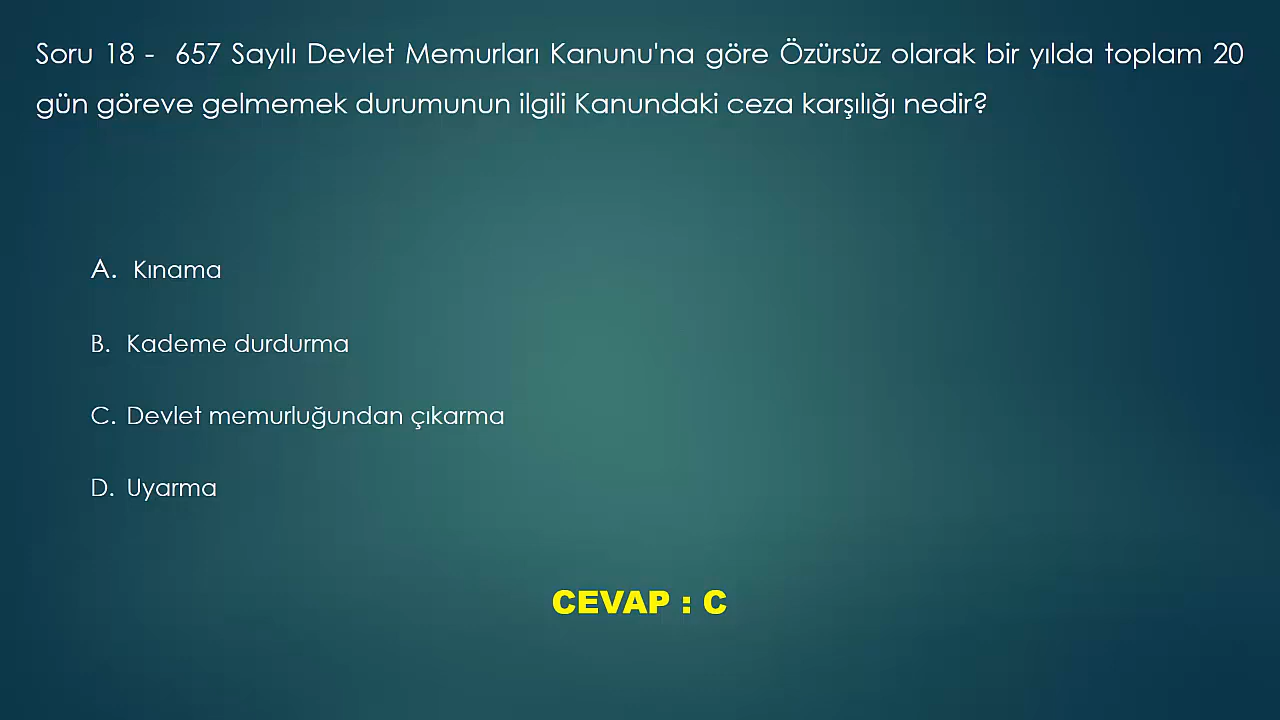 Soru 18 -  657 Sayılı Devlet Memurları Kanunu'na göre Özürsüz olarak bir yılda toplam 20
gün göreve gelmemek durumunun ilgili Kanundaki ceza karşılığı nedir?
A. Kınama
B. Kademe durdurma
C. Devlet memurluğundan çıkarma
D. Uyarma
CEVAP : C